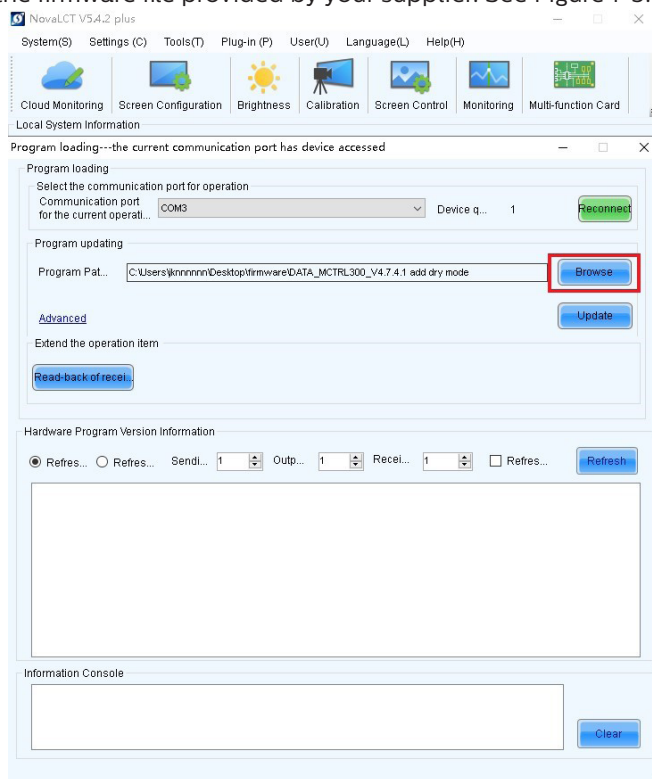 the firmware file provided by your supplier. See Figure
NovaLCT V5.4.2 plus
System(S) Settings (C) Tools(T) Plug-in (P) User(U) Language(L) Help(H)
Cloud Monitoring Screen Configuration Brightness Calibration Screen Control Monitoring Multi-function Card
Local System Information
Program loading---the current communication port has device accessed
Program loading
Select the communication port for operation
Communication port
for the current operati...
COM3
Device q... 1
Reconnect
Program updating
Program Pat... C:\Users\jknnnnnn\Desktop\firmware\DATA_MCTRL300_V4.7.4.1 add dry mode
Browse
Advanced
Update
Extend the operation item
Read-back of recei...
Hardware Program Version Information
Refres... Refres... Sendi... 1 Outp... 1 Recei... 1 Refres... Refresh
Information Console
Clear